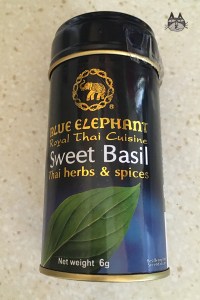 ®
BLUE ELEPHANT
Royal Thai Cuisine
Sweet Basil
Thai herbs & spices
Net weight 6g